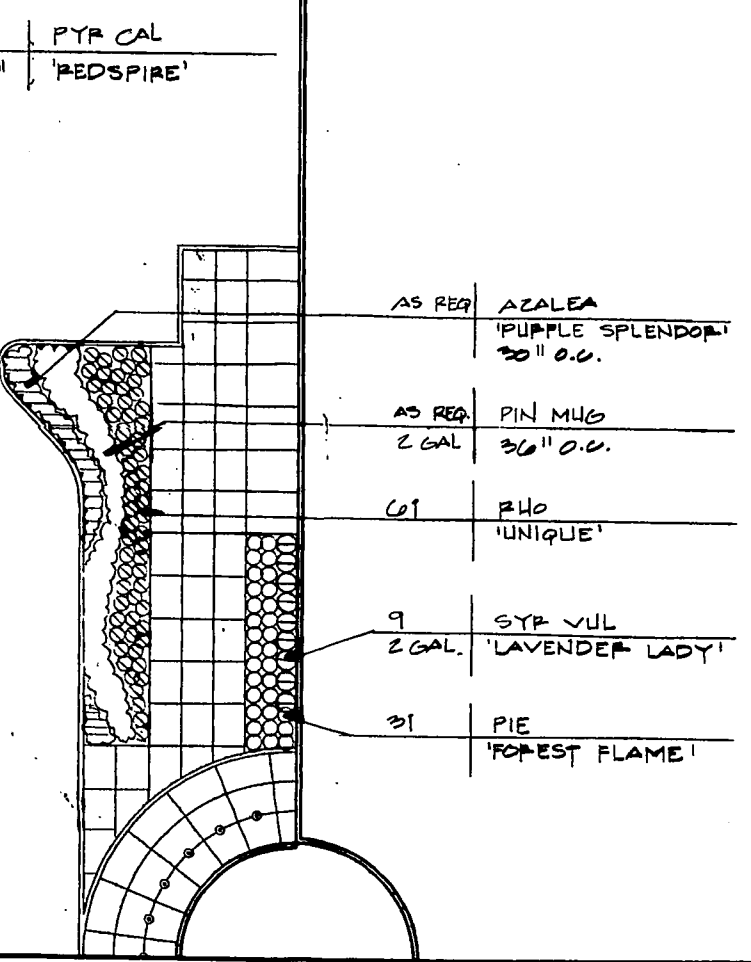 PYR CAL
'REDSPIRE'
AS REQ AZALEA
'PURPLE SPLENDOR'
30" O.C.
AS REQ. PIN MUG
2 GAL 36" O.C.
61 RHO
'UNIQUE'
9 SYR VUL
2 GAL. 'LAVENDER LADY'
31 PIE
'FOREST FLAME'